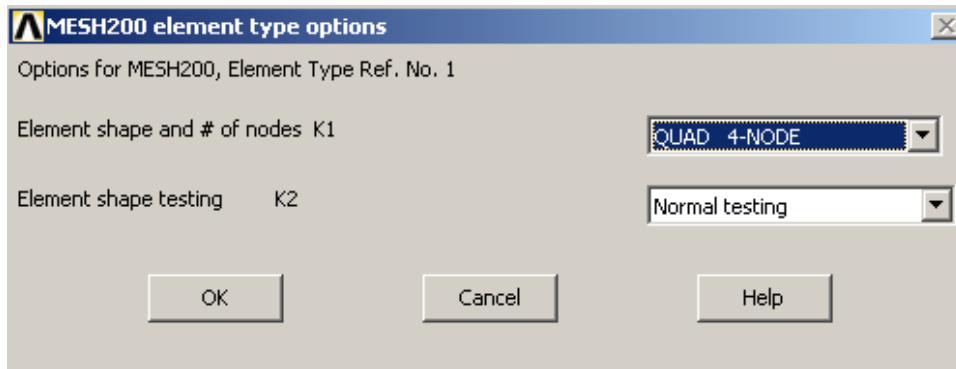 MESH200 element type options
Options for MESH200, Element Type Ref. No. 1
Element shape and # of nodes K1 QUAD 4-NODE
Element shape testing K2 Normal testing
OK Cancel Help